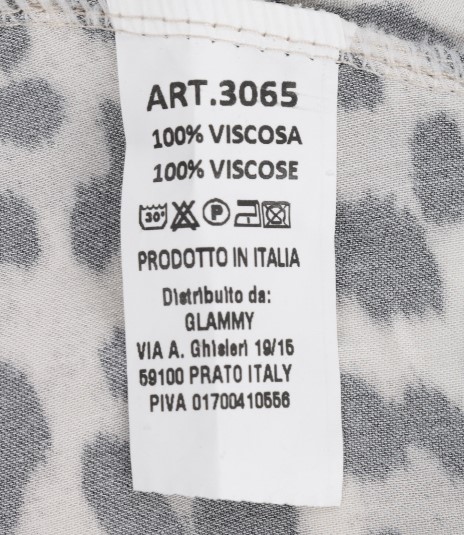 ART.3065
100% VISCOSA
100% VISCOSE
30° P
PRODOTTO IN ITALIA
Distribuito da:
GLAMMY
VIA A. Ghisleri 19/15
59100 PRATO ITALY
PIVA 01700410556